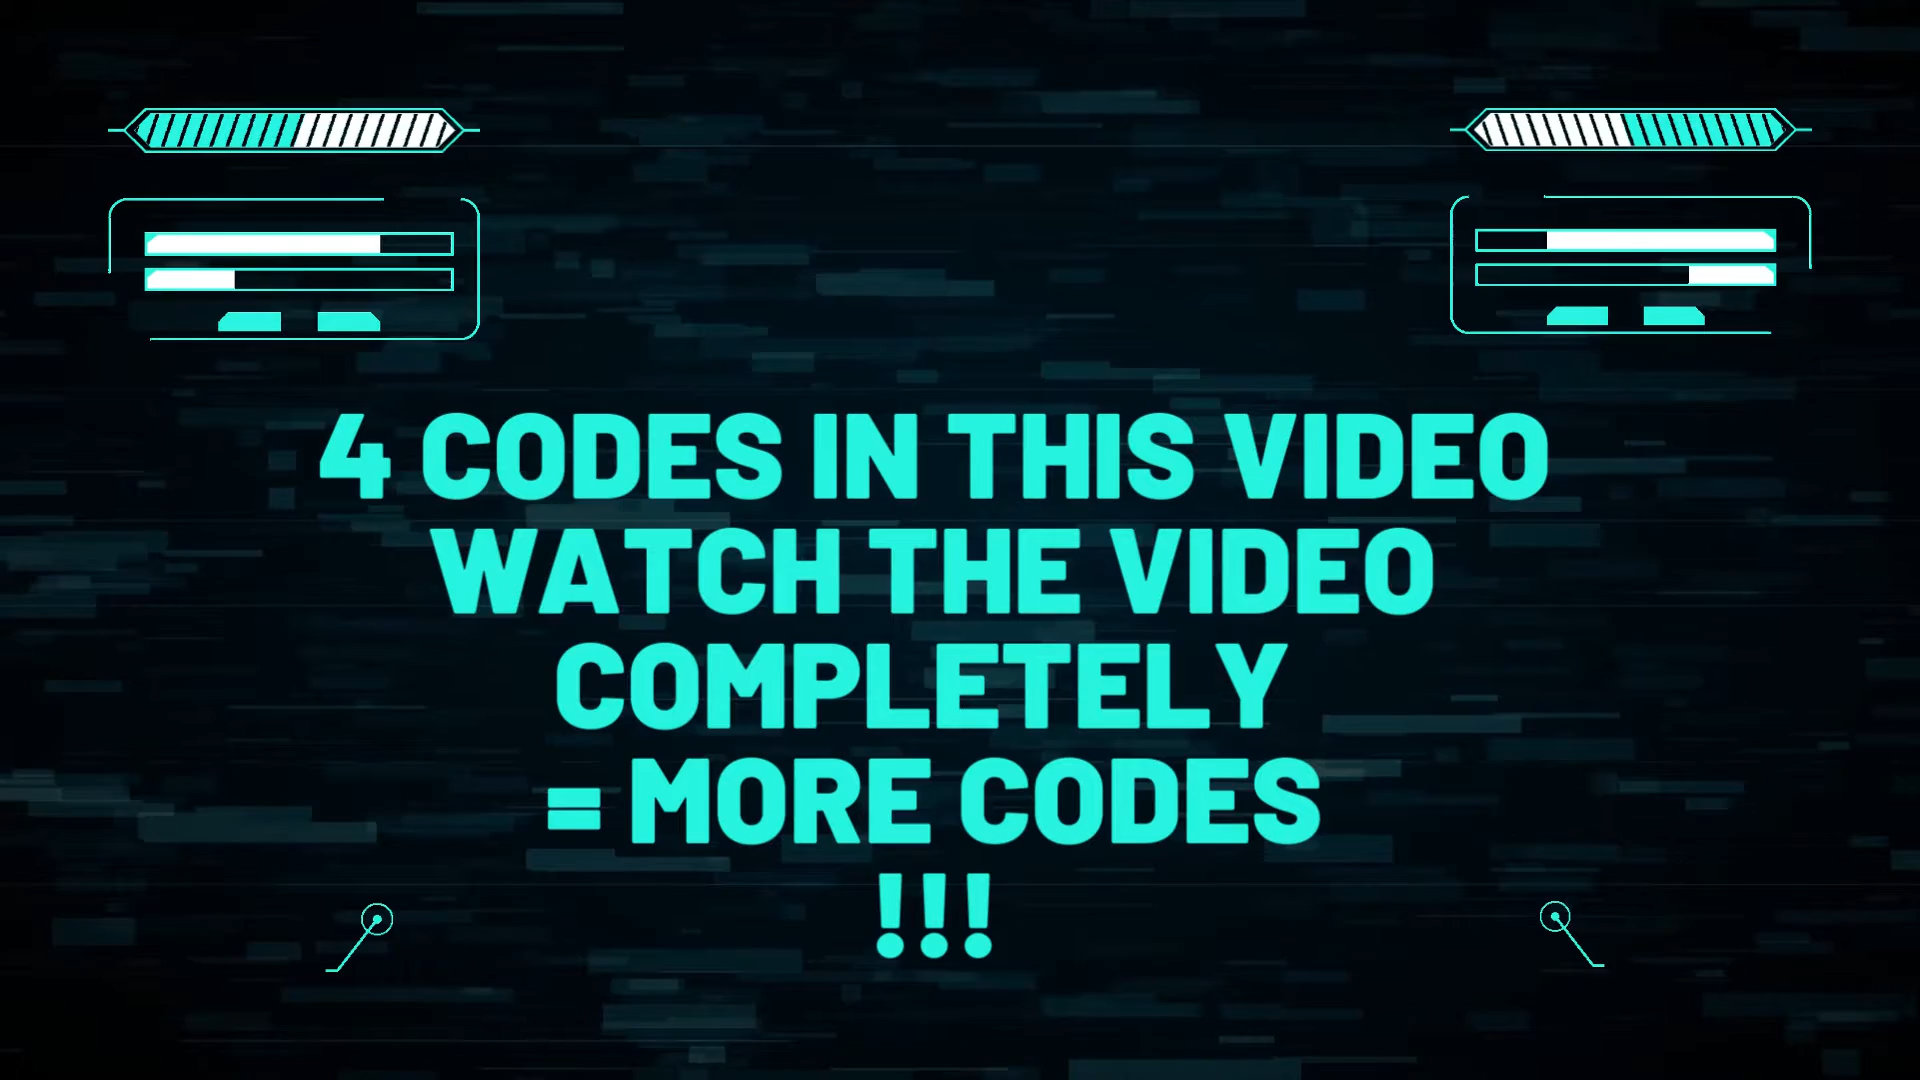 4 CODES IN THIS VIDEO
WATCH THE VIDEO
COMPLETELY
= MORE CODES
!!!